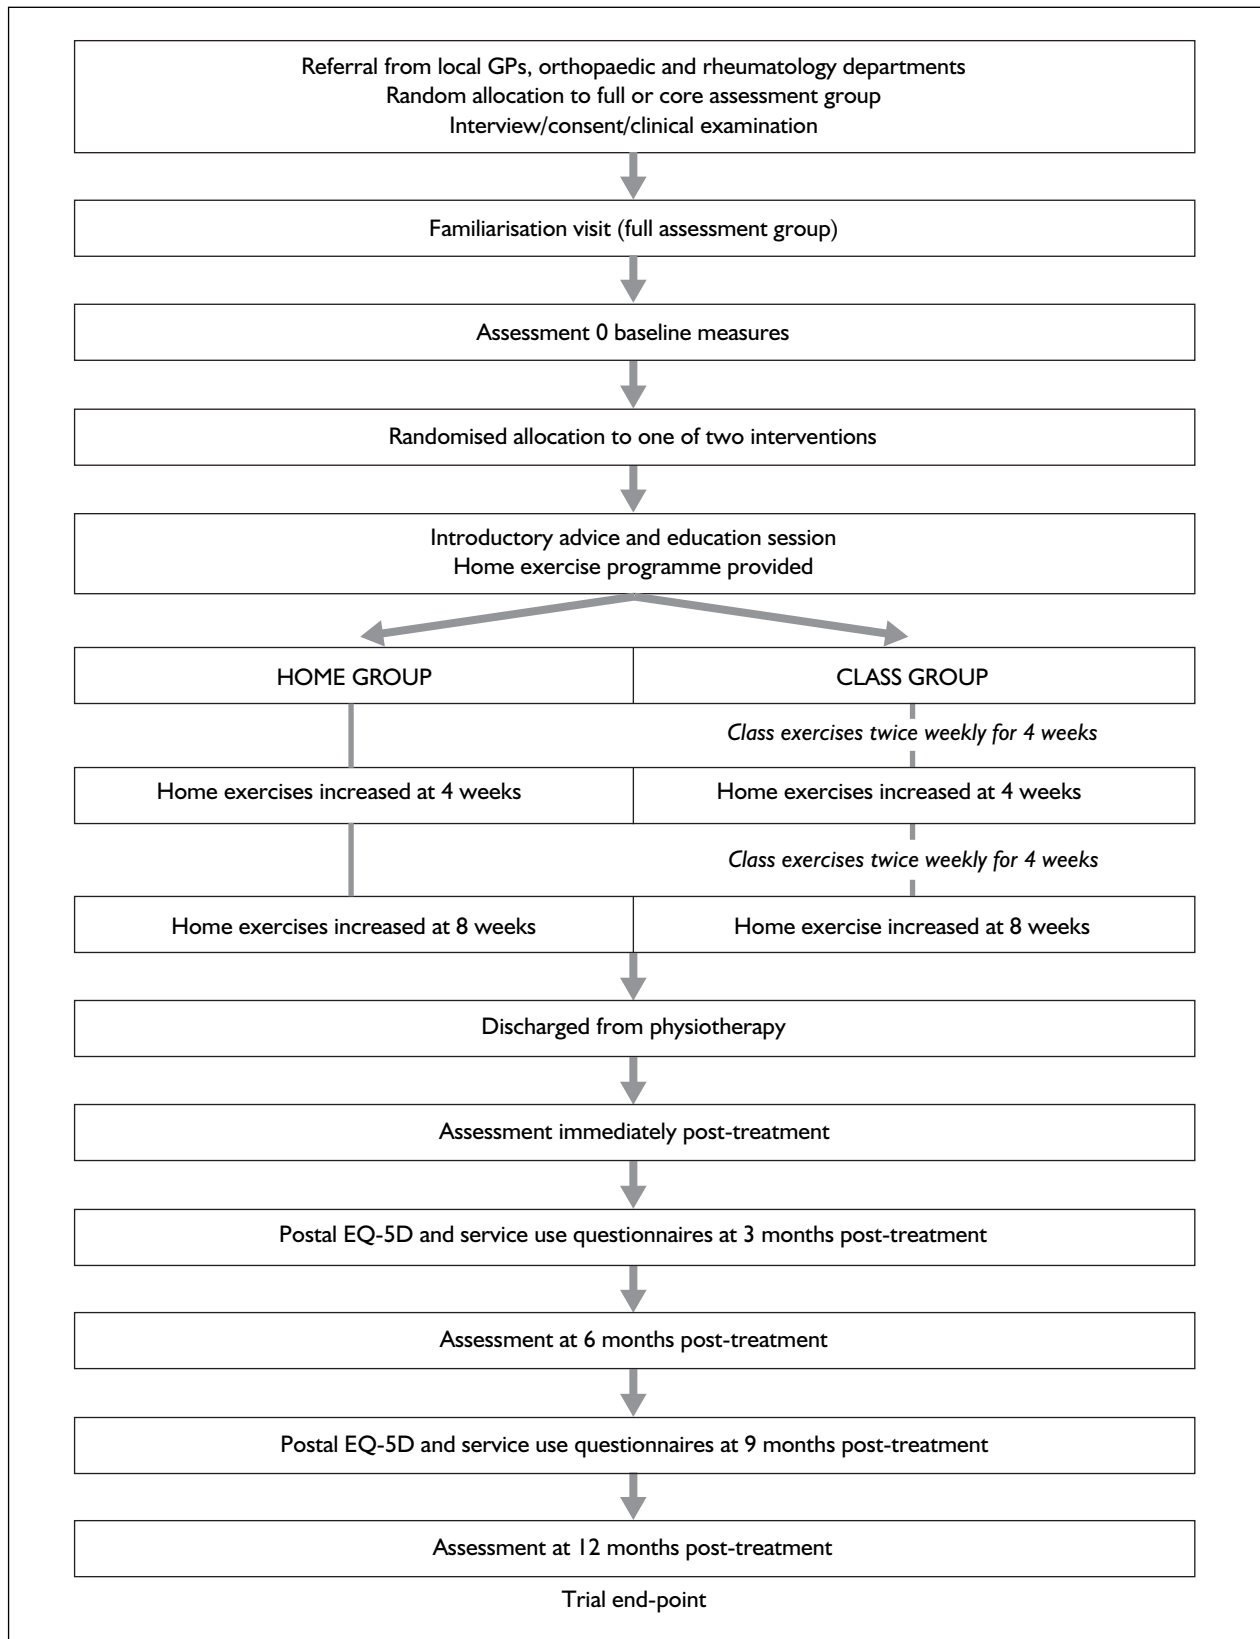 Referral from local GPs, orthopaedic and rheumatology departments
Random allocation to full or core assessment group
Interview/consent/clinical examination
Familiarisation visit (full assessment group)
Assessment 0 baseline measures
Randomised allocation to one of two interventions
Introductory advice and education session
Home exercise programme provided
HOME GROUP
CLASS GROUP
Class exercises twice weekly for 4 weeks
Home exercises increased at 4 weeks
Home exercises increased at 4 weeks
Class exercises twice weekly for 4 weeks
Home exercises increased at 8 weeks
Home exercise increased at 8 weeks
Discharged from physiotherapy
Assessment immediately post-treatment
Postal EQ-5D and service use questionnaires at 3 months post-treatment
Assessment at 6 months post-treatment
Postal EQ-5D and service use questionnaires at 9 months post-treatment
Assessment at 12 months post-treatment
Trial end-point